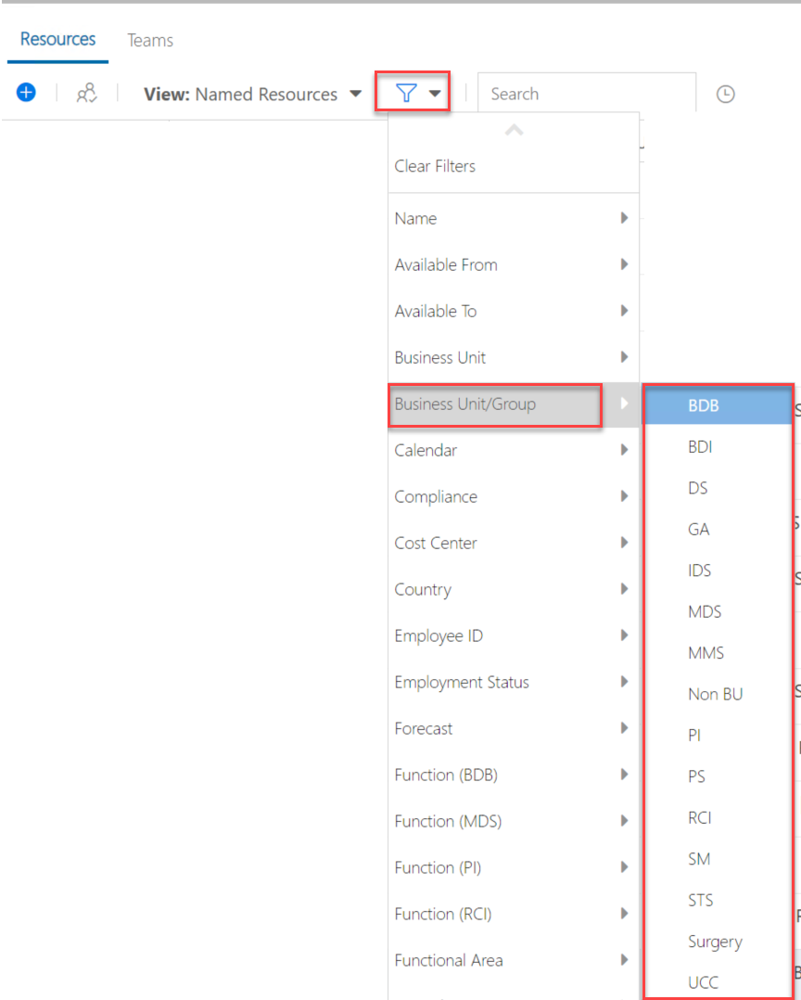 Resources Teams
View: Named Resources Search
Clear Filters
Name
Available From
Available To
Business Unit
Business Unit/Group
Calendar
Compliance
Cost Center
Country
Employee ID
Employment Status
Forecast
Function (BDB)
Function (MDS)
Function (PI)
Function (RCI)
Functional Area
BDB
BDI
DS
GA
IDS
MDS
MMS
Non BU
PI
PS
RCI
SM
STS
Surgery
UCC